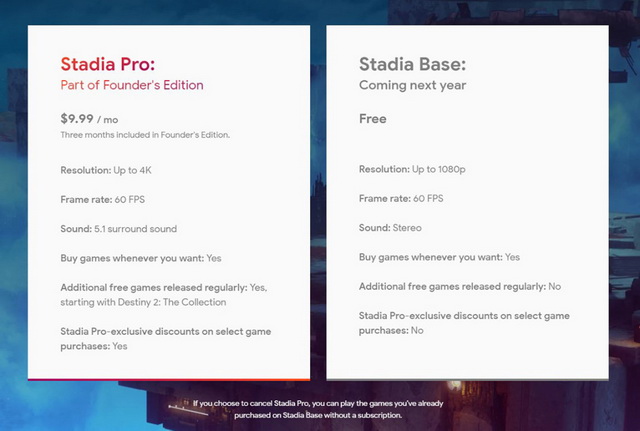 Stadia Pro:
Part of Founder's Edition
$9.99 / mo
Three months included in Founder's Edition.
Resolution: Up to 4K
Frame rate: 60 FPS
Sound: 5.1 surround sound
Buy games whenever you want: Yes
Additional free games released regularly: Yes,
starting with Destiny 2: The Collection
Stadia Pro-exclusive discounts on select game
purchases: Yes
Stadia Base:
Coming next year
Free
Resolution: Up to 1080p
Frame rate: 60 FPS
Sound: Stereo
Buy games whenever you want: Yes
Additional free games released regularly: No
Stadia Pro-exclusive discounts on select game
purchases: No
If you choose to cancel Stadia Pro, you can play the games you've already
purchased on Stadia Base without a subscription.